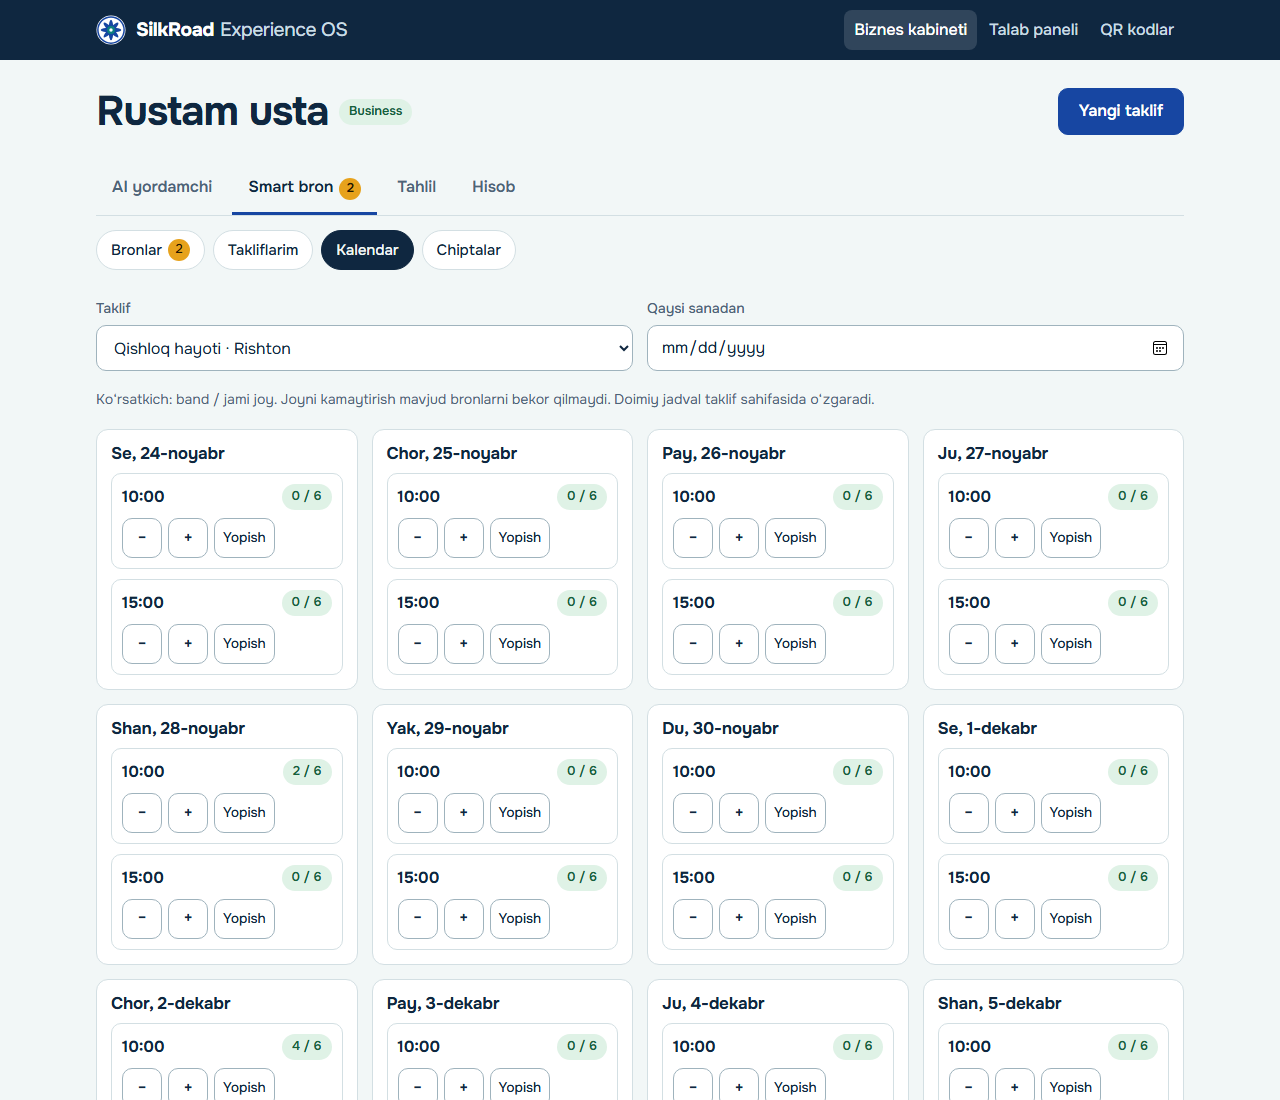 SilkRoad Experience OS
Biznes kabineti
Talab paneli
QR kodlar
Rustam usta
Business
Yangi taklif
AI yordamchi
Smart bron 2
Tahlil
Hisob
Bronlar 2
Takliflarim
Kalendar
Chiptalar
Taklif
Qaysi sanadan
Qishloq hayoti · Rishton
mm/dd/yyyy
Koʻrsatkich: band / jami joy. Joyni kamaytirish mavjud bronlarni bekor qilmaydi. Doimiy jadval taklif sahifasida oʻzgaradi.
Se, 24-noyabr
10:00 0 / 6
− + Yopish
15:00 0 / 6
− + Yopish
Chor, 25-noyabr
10:00 0 / 6
− + Yopish
15:00 0 / 6
− + Yopish
Pay, 26-noyabr
10:00 0 / 6
− + Yopish
15:00 0 / 6
− + Yopish
Ju, 27-noyabr
10:00 0 / 6
− + Yopish
15:00 0 / 6
− + Yopish
Shan, 28-noyabr
10:00 2 / 6
− + Yopish
15:00 0 / 6
− + Yopish
Yak, 29-noyabr
10:00 0 / 6
− + Yopish
15:00 0 / 6
− + Yopish
Du, 30-noyabr
10:00 0 / 6
− + Yopish
15:00 0 / 6
− + Yopish
Se, 1-dekabr
10:00 0 / 6
− + Yopish
15:00 0 / 6
− + Yopish
Chor, 2-dekabr
10:00 4 / 6
− + Yopish
Pay, 3-dekabr
10:00 0 / 6
− + Yopish
Ju, 4-dekabr
10:00 0 / 6
− + Yopish
Shan, 5-dekabr
10:00 0 / 6
− + Yopish